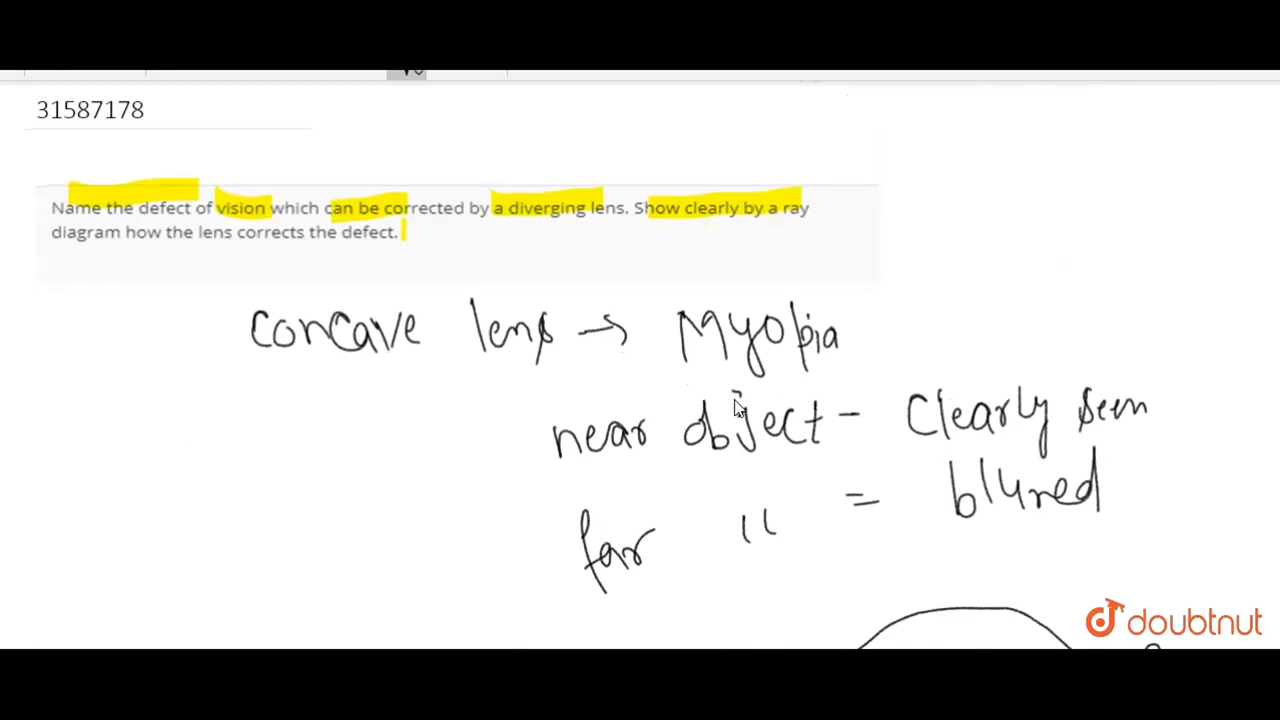 31587178
Name the defect of vision which can be corrected by a diverging lens. Show clearly by a ray
diagram how the lens corrects the defect.
concave lens → Myopia
near object - Clearly seen
far " = blured
doubtnut